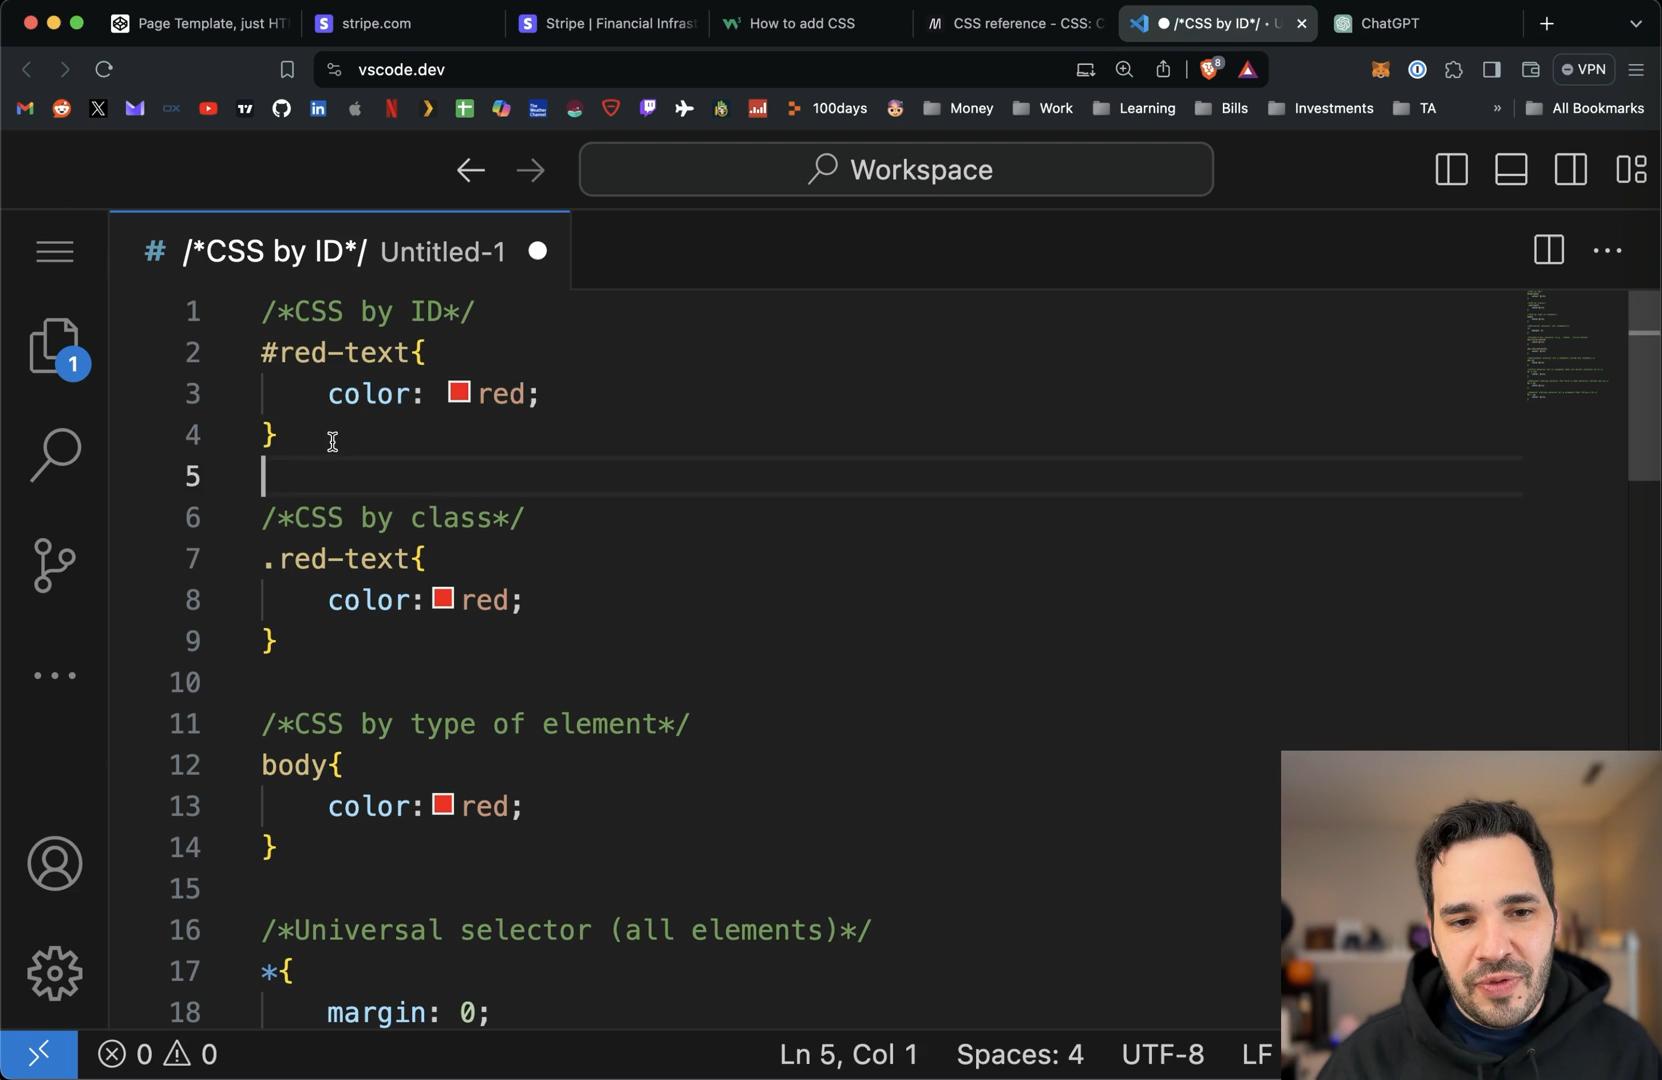 Page Template, just HT
stripe.com
Stripe | Financial Infrast
How to add CSS
CSS reference - CSS: C
/*CSS by ID*/ • U
ChatGPT
vscode.dev
8
VPN
100days
Money
Work
Learning
Bills
Investments
TA
»
All Bookmarks
Workspace
# /*CSS by ID*/ Untitled-1
1 /*CSS by ID*/
2 #red-text{
3 color: red;
4 }
5
6 /*CSS by class*/
7 .red-text{
8 color: red;
9 }
10
11 /*CSS by type of element*/
12 body{
13 color: red;
14 }
15
16 /*Universal selector (all elements)*/
17 *{
18 margin: 0;
1
0 0
Ln 5, Col 1 Spaces: 4 UTF-8 LF